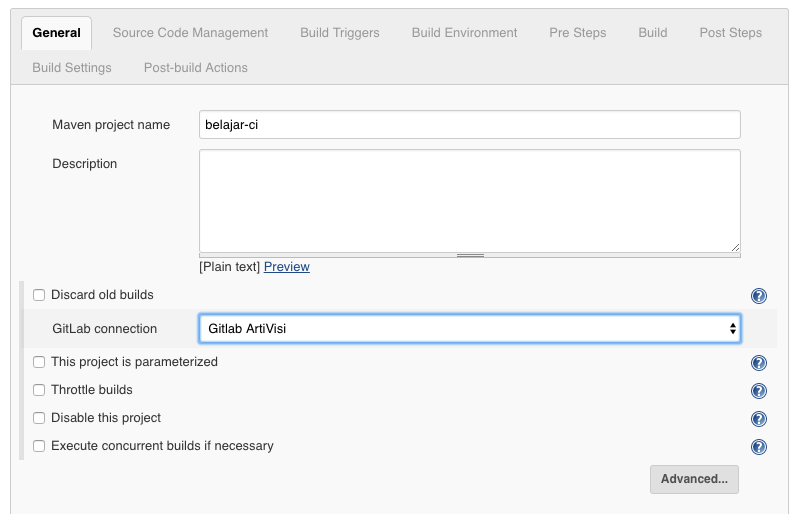 General Source Code Management Build Triggers Build Environment Pre Steps Build Post Steps
Build Settings Post-build Actions
Maven project name belajar-ci
Description
[Plain text] Preview
Discard old builds ?
GitLab connection Gitlab ArtiVisi
This project is parameterized ?
Throttle builds ?
Disable this project ?
Execute concurrent builds if necessary ?
Advanced...